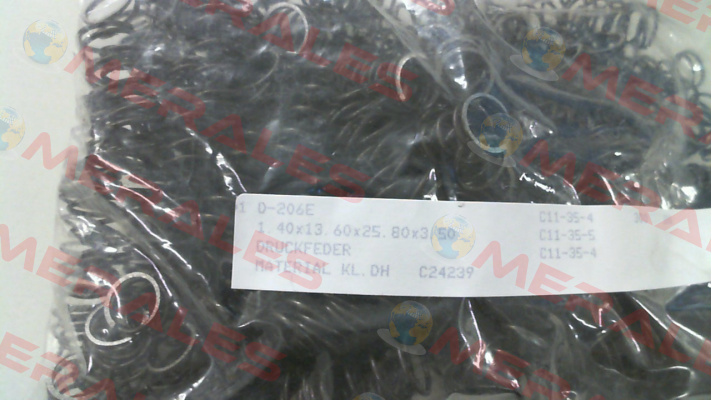 1 D-206E C11-35-4
1.40x13.60x25.80x3.50 C11-35-5
DRUCKFEDER C11-35-4
MATERIAL KL.DH C24239
MERALES
MERALES
MERALES
MERALES